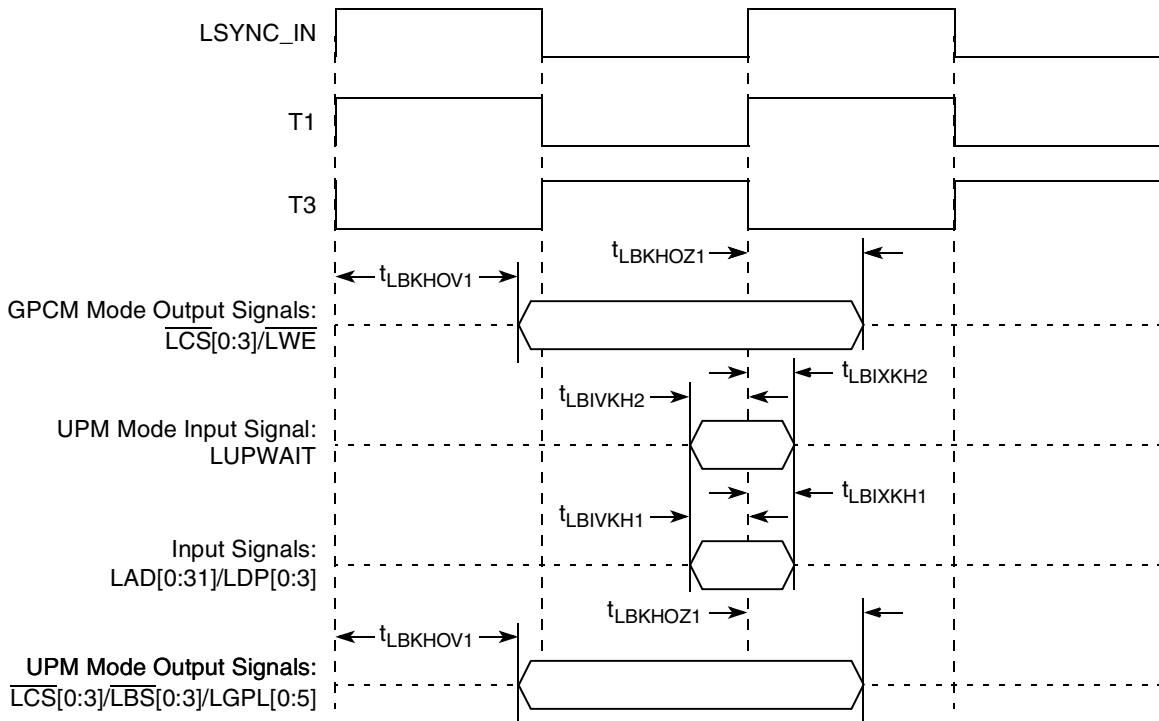 LSYNC_IN
T1
T3
tLBKHOZ1
tLBKHOV1
GPCM Mode Output Signals:
LCS[0:3]/LWE
tLBIXKH2
tLBIVKH2
UPM Mode Input Signal:
LUPWAIT
tLBIXKH1
tLBIVKH1
Input Signals:
LAD[0:31]/LDP[0:3]
tLBKHOZ1
tLBKHOV1
UPM Mode Output Signals:
LCS[0:3]/LBS[0:3]/LGPL[0:5]